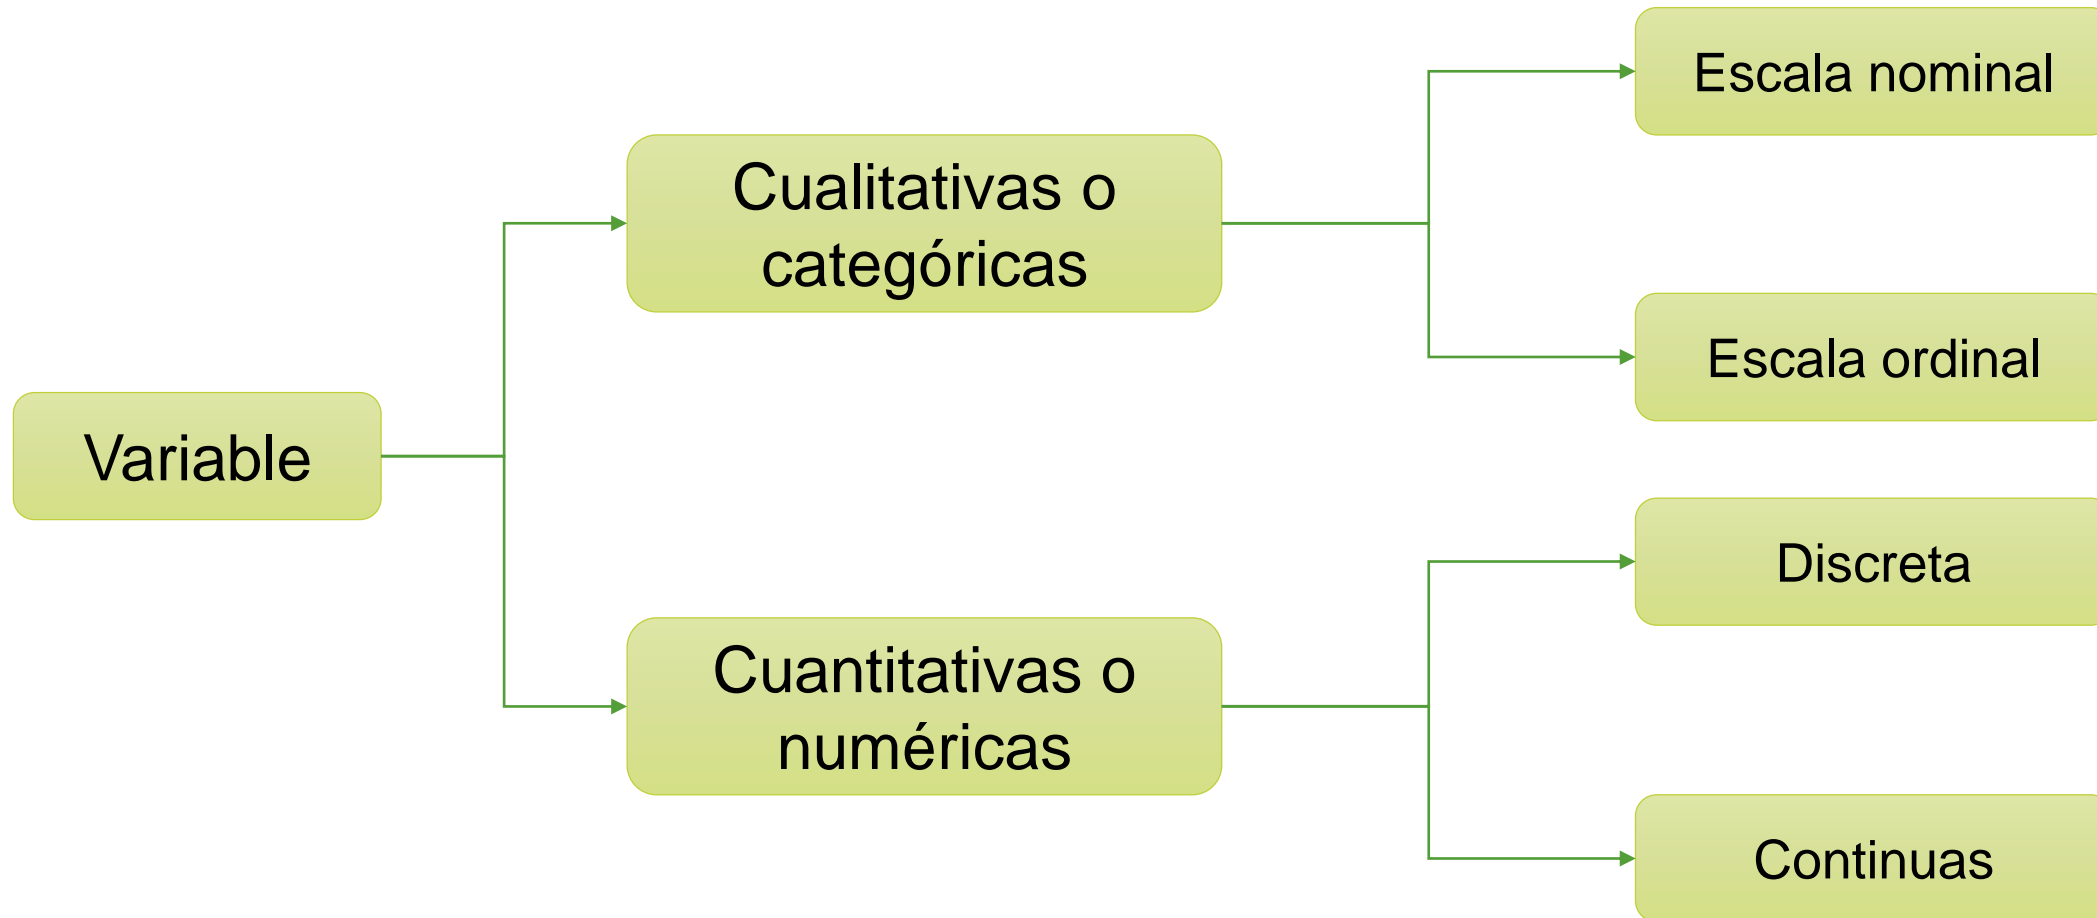 Variable
Cualitativas o
categóricas
Escala nominal
Escala ordinal
Cuantitativas o
numéricas
Discreta
Continuas